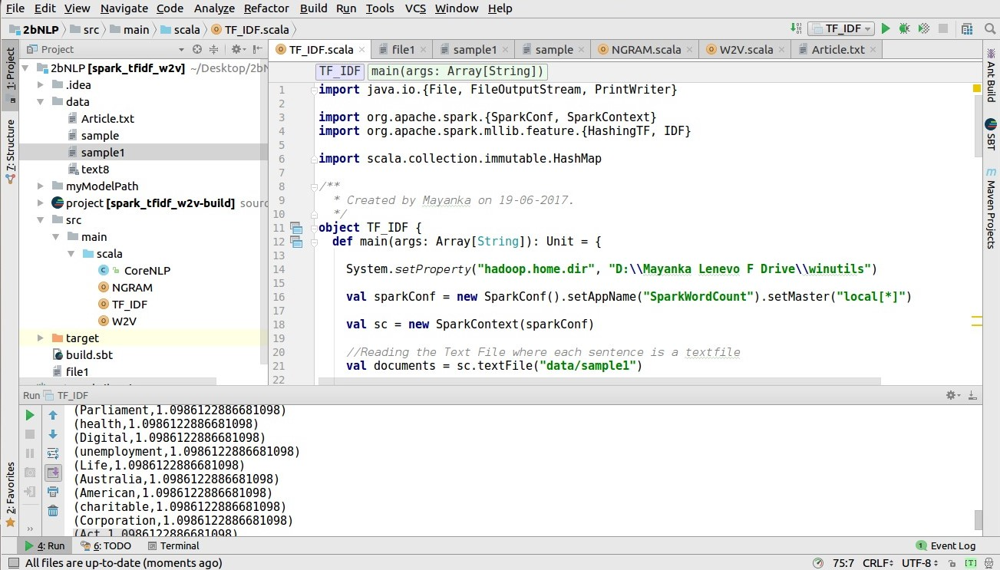 File Edit View Navigate Code Analyze Refactor Build Run Tools VCS Window Help
2bNLP src main scala TF_IDF.scala TF_IDF
1: Project
7: Structure
2: Favorites
Project
2bNLP [spark_tfidf_w2v] ~/Desktop/2bN
.idea
data
Article.txt
sample
sample1
text8
myModelPath
project [spark_tfidf_w2v-build] sourc
src
main
scala
CoreNLP
NGRAM
TF_IDF
W2V
target
build.sbt
file1
TF_IDF.scala file1 sample1 sample NGRAM.scala W2V.scala Article.txt
TF_IDF main(args: Array[String])
1 import java.io.{File, FileOutputStream, PrintWriter}
2
3 import org.apache.spark.{SparkConf, SparkContext}
4 import org.apache.spark.mllib.feature.{HashingTF, IDF}
5
6 import scala.collection.immutable.HashMap
7
8 /**
9 * Created by Mayanka on 19-06-2017.
10 */
11 object TF_IDF {
12 def main(args: Array[String]): Unit = {
13
14 System.setProperty("hadoop.home.dir", "D:\\Mayanka Lenevo F Drive\\winutils")
15
16 val sparkConf = new SparkConf().setAppName("SparkWordCount").setMaster("local[*]")
17
18 val sc = new SparkContext(sparkConf)
19
20 //Reading the Text File where each sentence is a textfile
21 val documents = sc.textFile("data/sample1")
22
Ant Build
SBT
m Maven Projects
Run TF_IDF
(Parliament,1.0986122886681098)
(health,1.0986122886681098)
(Digital,1.0986122886681098)
(unemployment,1.0986122886681098)
(Life,1.0986122886681098)
(Australia,1.0986122886681098)
(American,1.0986122886681098)
(charitable,1.0986122886681098)
(Corporation,1.0986122886681098)
(Act,1.0986122886681098)
4: Run 6: TODO Terminal 1 Event Log
All files are up-to-date (moments ago) 75:7 CRLF UTF-8 [T]